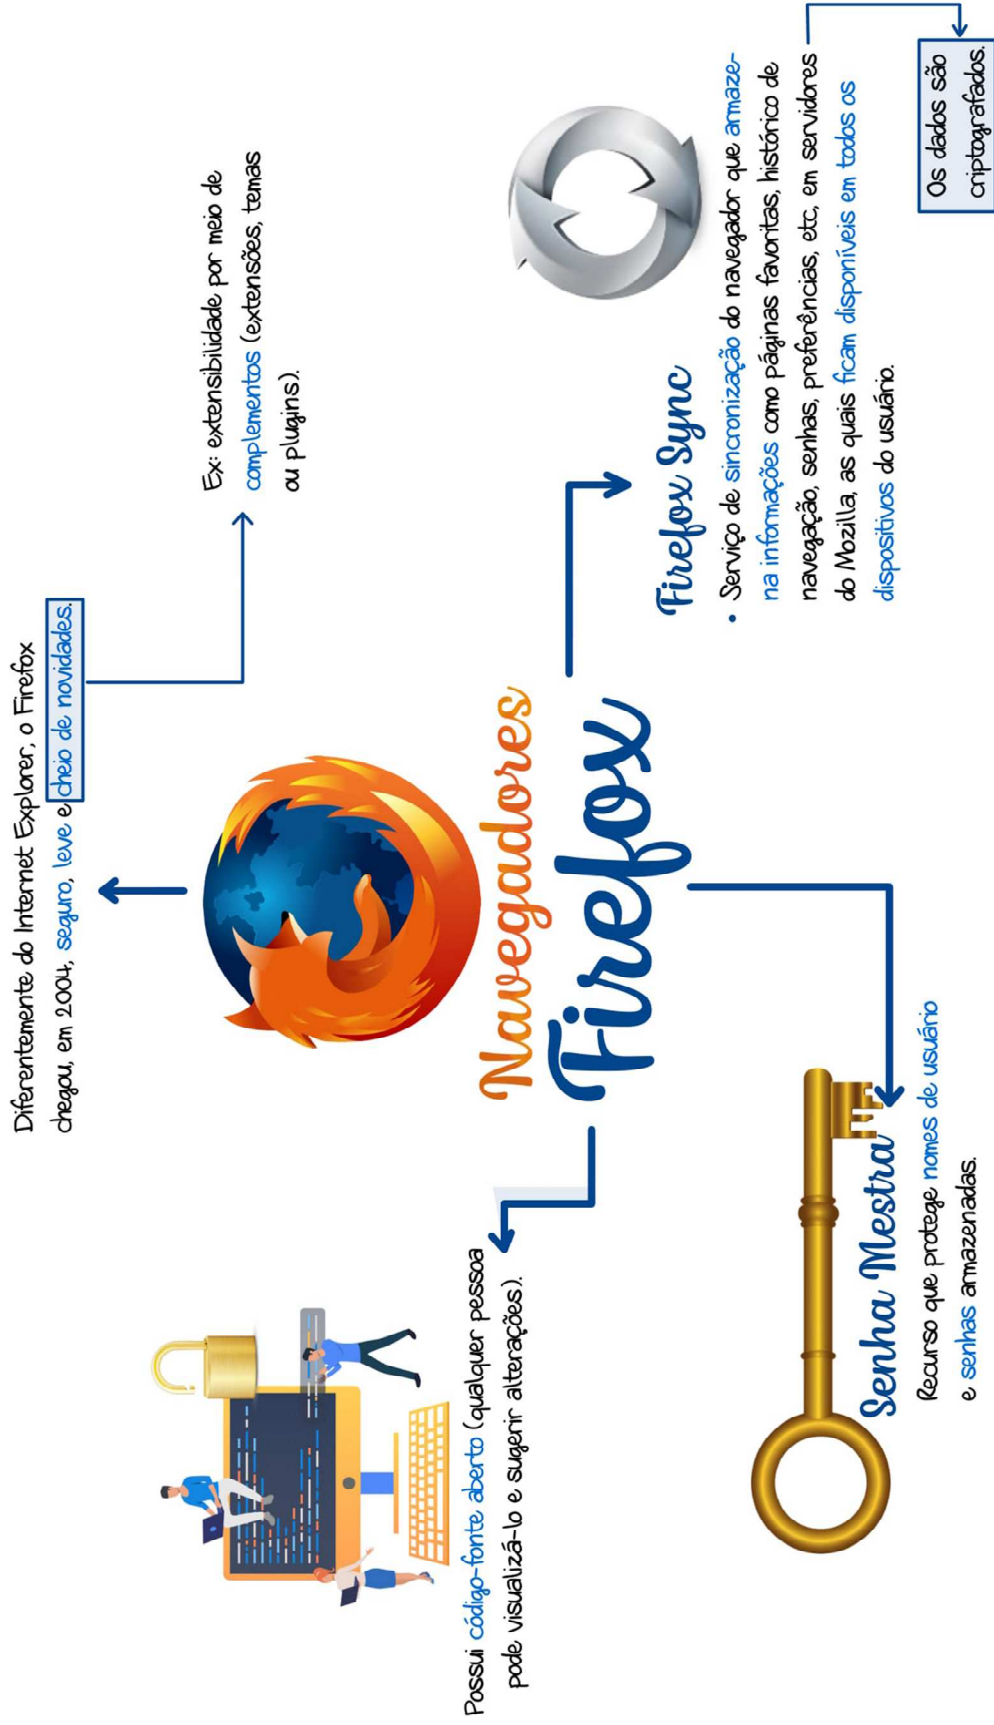 Diferentemente do Internet Explorer, o Firefox
chegou, em 2004, seguro, leve e cheio de novidades.
Ex: extensibilidade por meio de
complementos (extensões, temas
ou plugins).
Possui código-fonte aberto (qualquer pessoa
pode visualizá-lo e sugerir alterações).
Navegadores
Firefox
Firefox Sync
• Serviço de sincronização do navegador que armaze-
na informações como páginas favoritas, histórico de
navegação, senhas, preferências, etc, em servidores
do Mozilla, as quais ficam disponíveis em todos os
dispositivos do usuário.
Os dados são
criptografados.
Senha Mestra
Recurso que protege nomes de usuário
e senhas armazenadas.